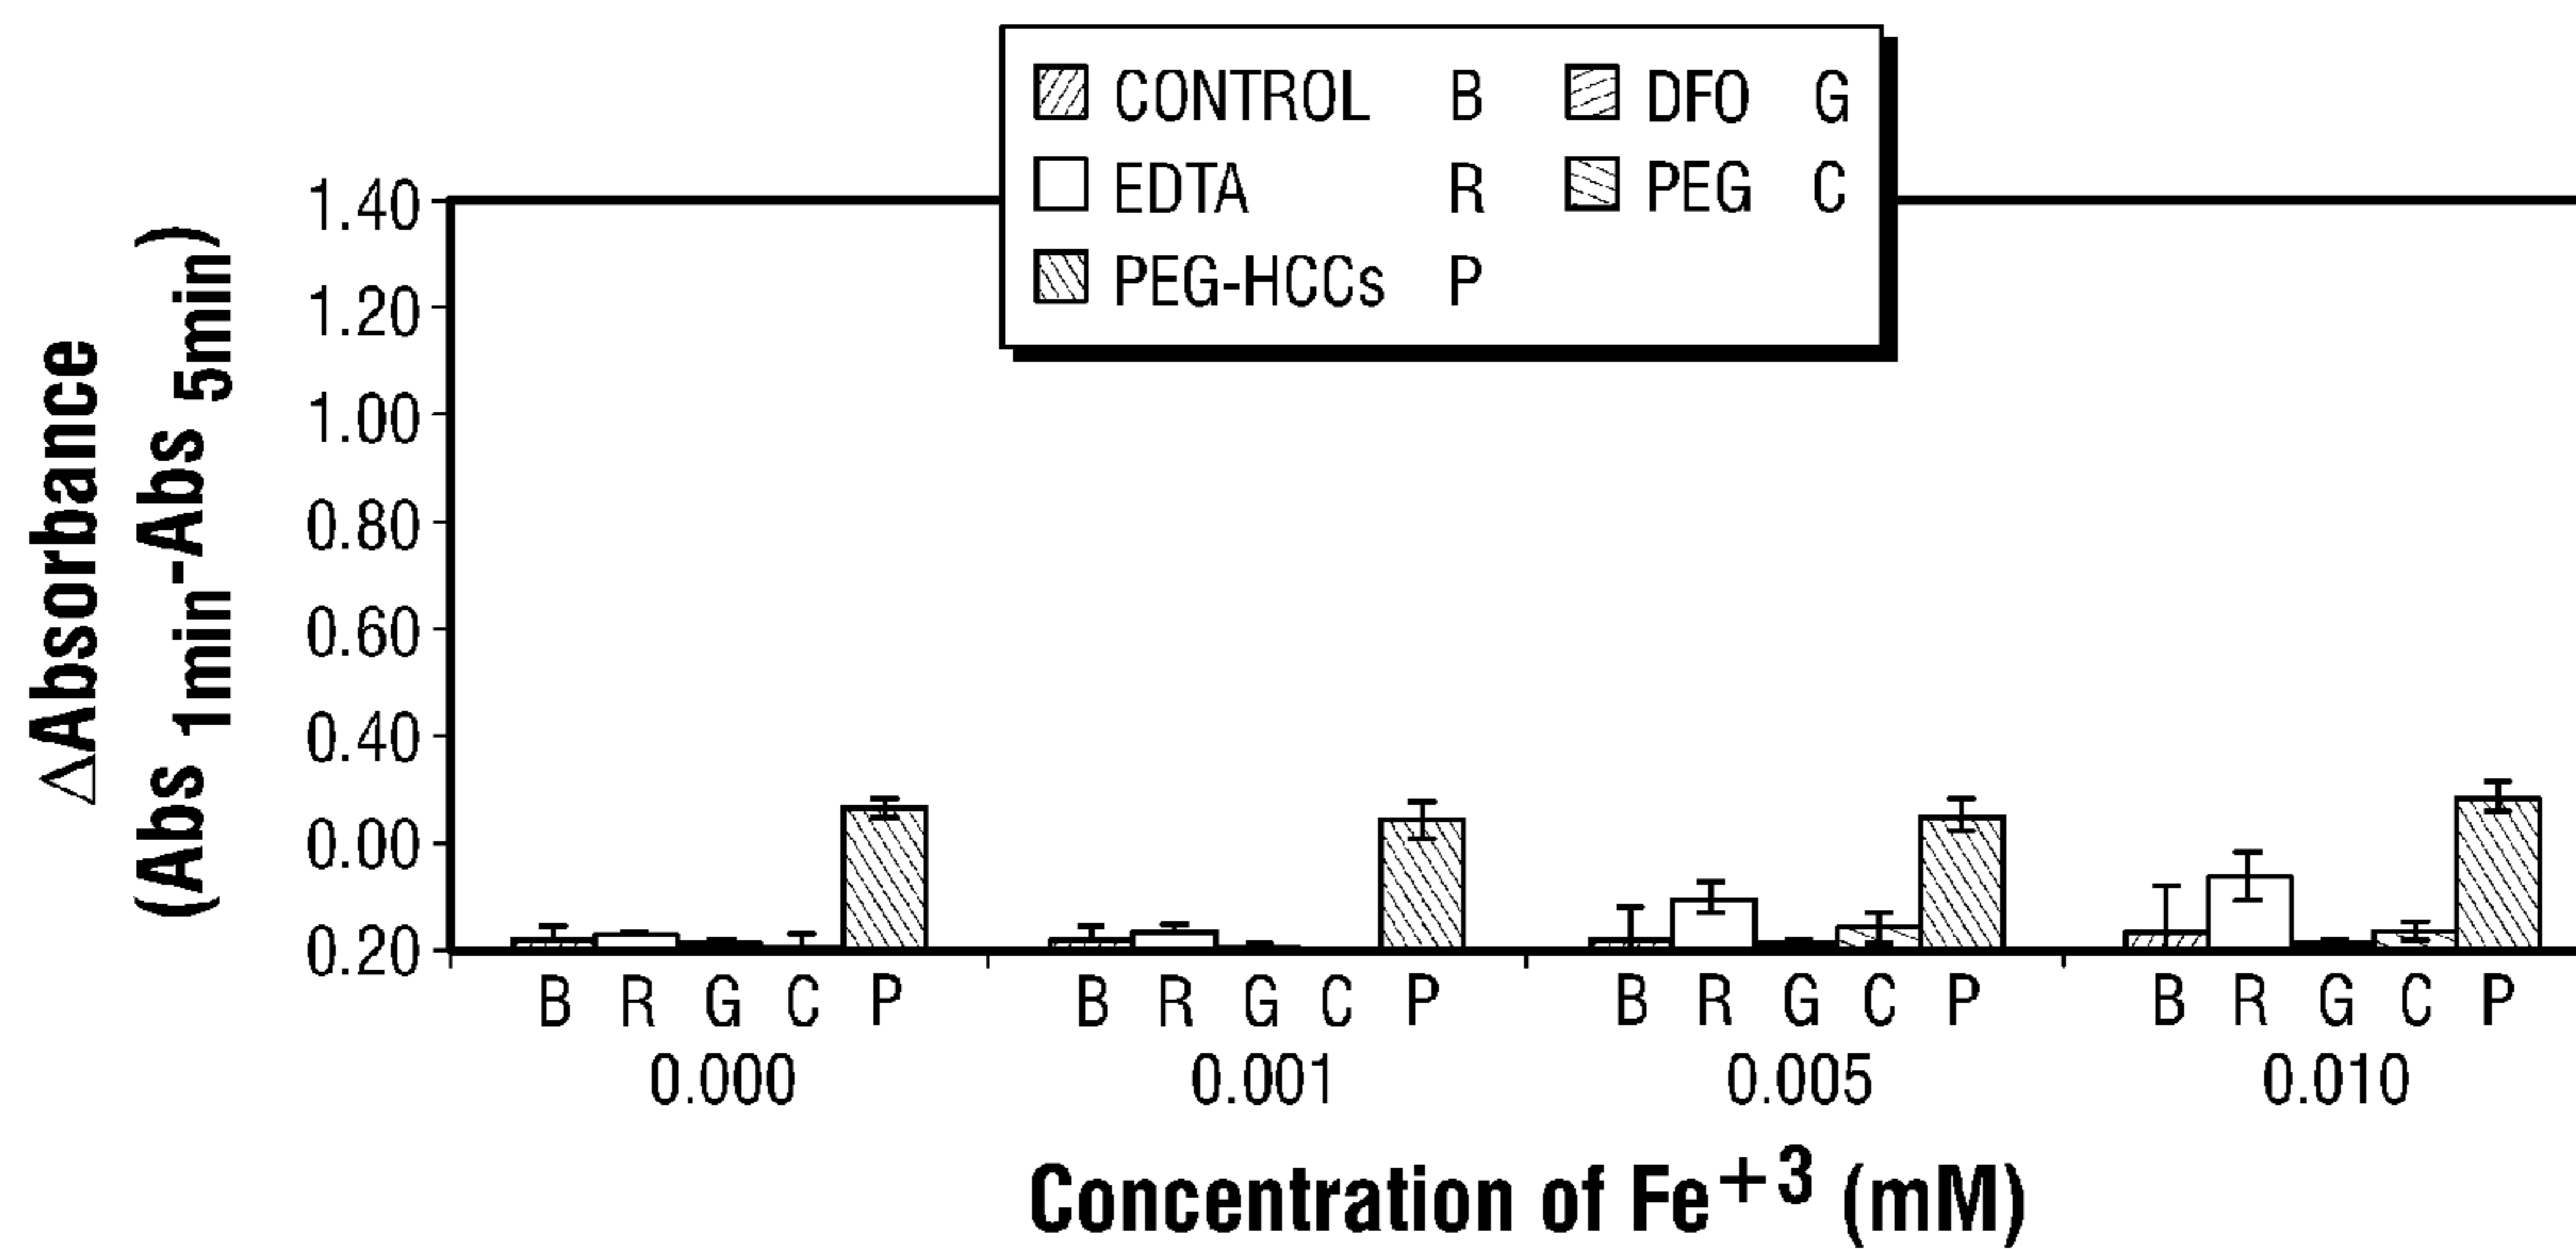 CONTROL B DFO G
EDTA R PEG C
PEG-HCCs P
△Absorbance
(Abs 1min-Abs 5min)
1.40
1.20
1.00
0.80
0.60
0.40
0.00
0.20
B R G C P B R G C P B R G C P B R G C P
0.000 0.001 0.005 0.010
Concentration of Fe+3 (mM)